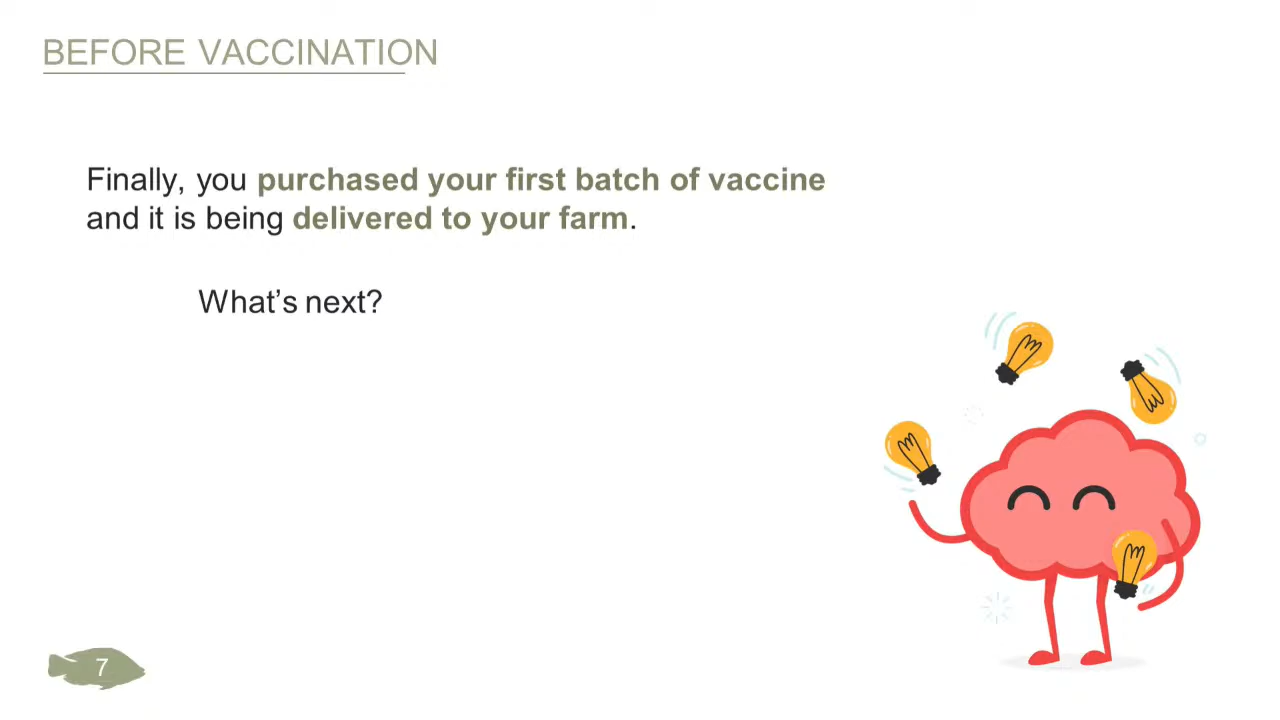 BEFORE VACCINATION
Finally, you purchased your first batch of vaccine
and it is being delivered to your farm.
What’s next?
7